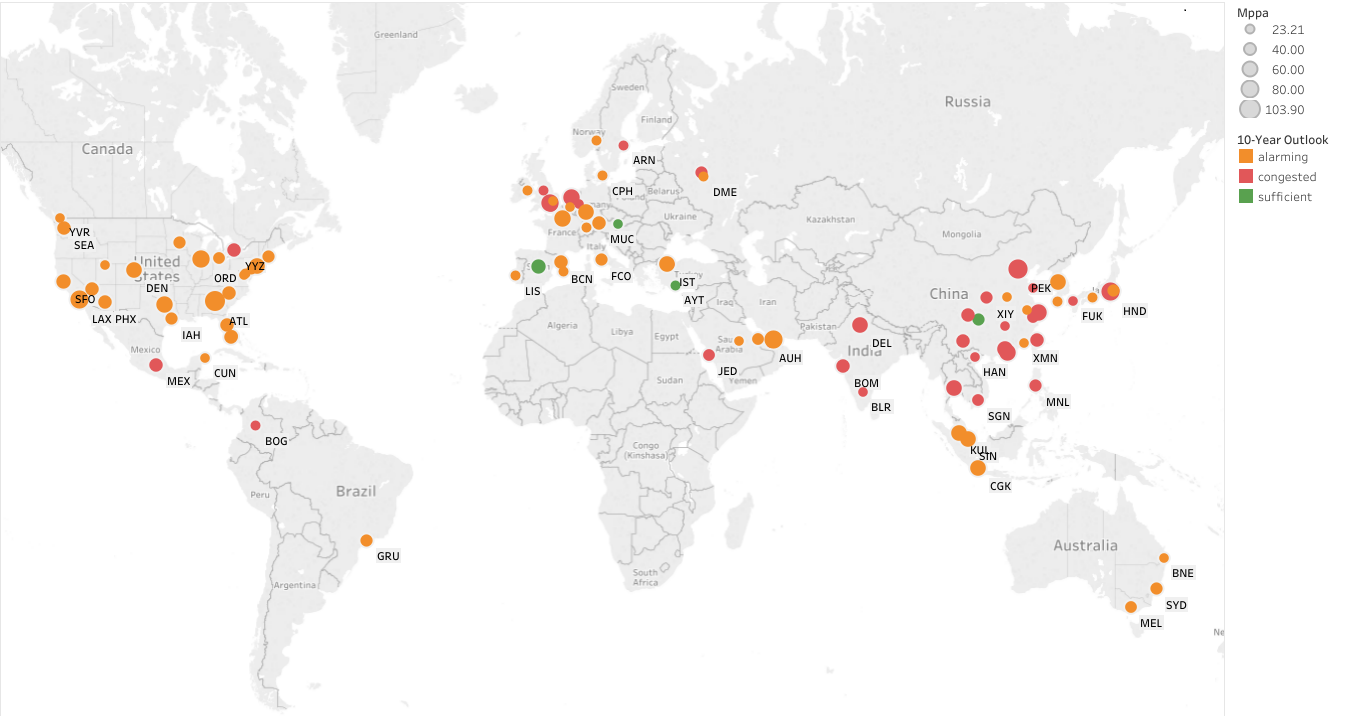 Greenland
Mppa
23.21
40.00
60.00
80.00
103.90
10-Year Outlook
alarming
congested
sufficient
Sweden
Russia
Finland
Norway
Canada
ARN
CPH
Belarus
DME
Ukraine
Kazakhstan
Mongolia
YVR
SEA
France
MUC
Italy
United
States
YYZ
ORD
DEN
SFO
LAX
PHX
ATL
IAH
LIS
BCN
FCO
IST
AYT
China
PEK
XIY
FUK
HND
Algeria
Libya
Egypt
Iraq
Iran
Pakistan
Saudi
Arabia
AUH
DEL
India
HAN
XMN
Mexico
MEX
CUN
JED
Sudan
Yemen
BOM
BLR
SGN
MNL
BOG
KUL
SIN
CGK
Congo
(Kinshasa)
Peru
Brazil
GRU
Australia
BNE
SYD
MEL
South
Africa
Argentina
Ne